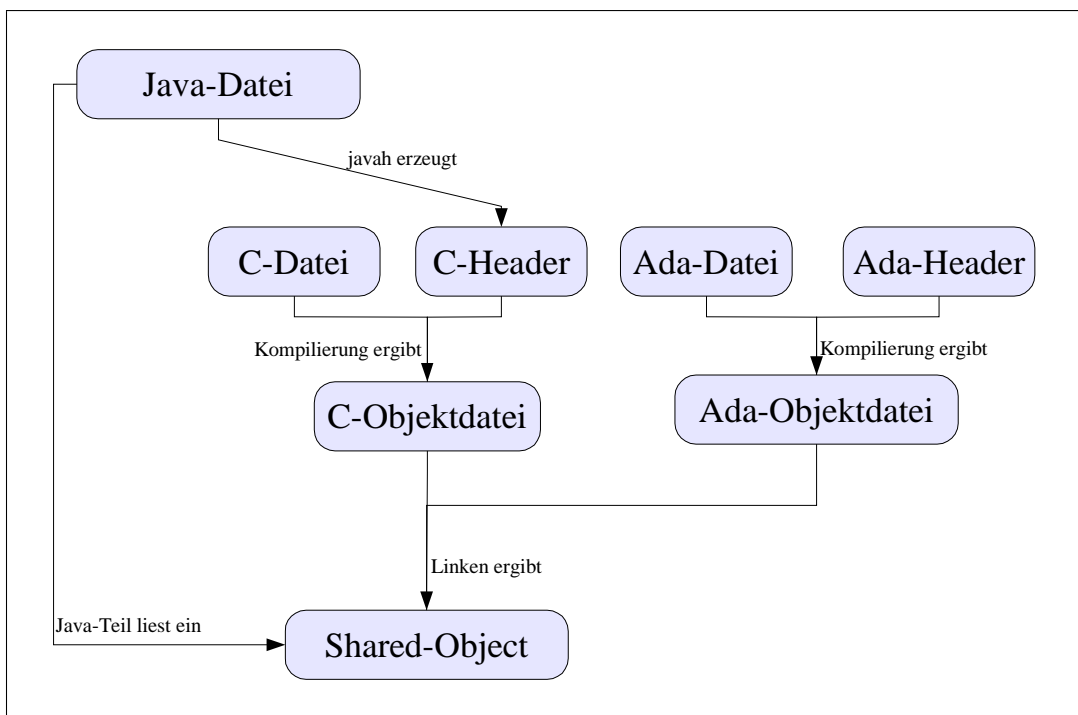 Java-Datei
javah erzeugt
C-Datei
C-Header
Ada-Datei
Ada-Header
Kompilierung ergibt
Kompilierung ergibt
C-Objektdatei
Ada-Objektdatei
Linken ergibt
Java-Teil liest ein
Shared-Object